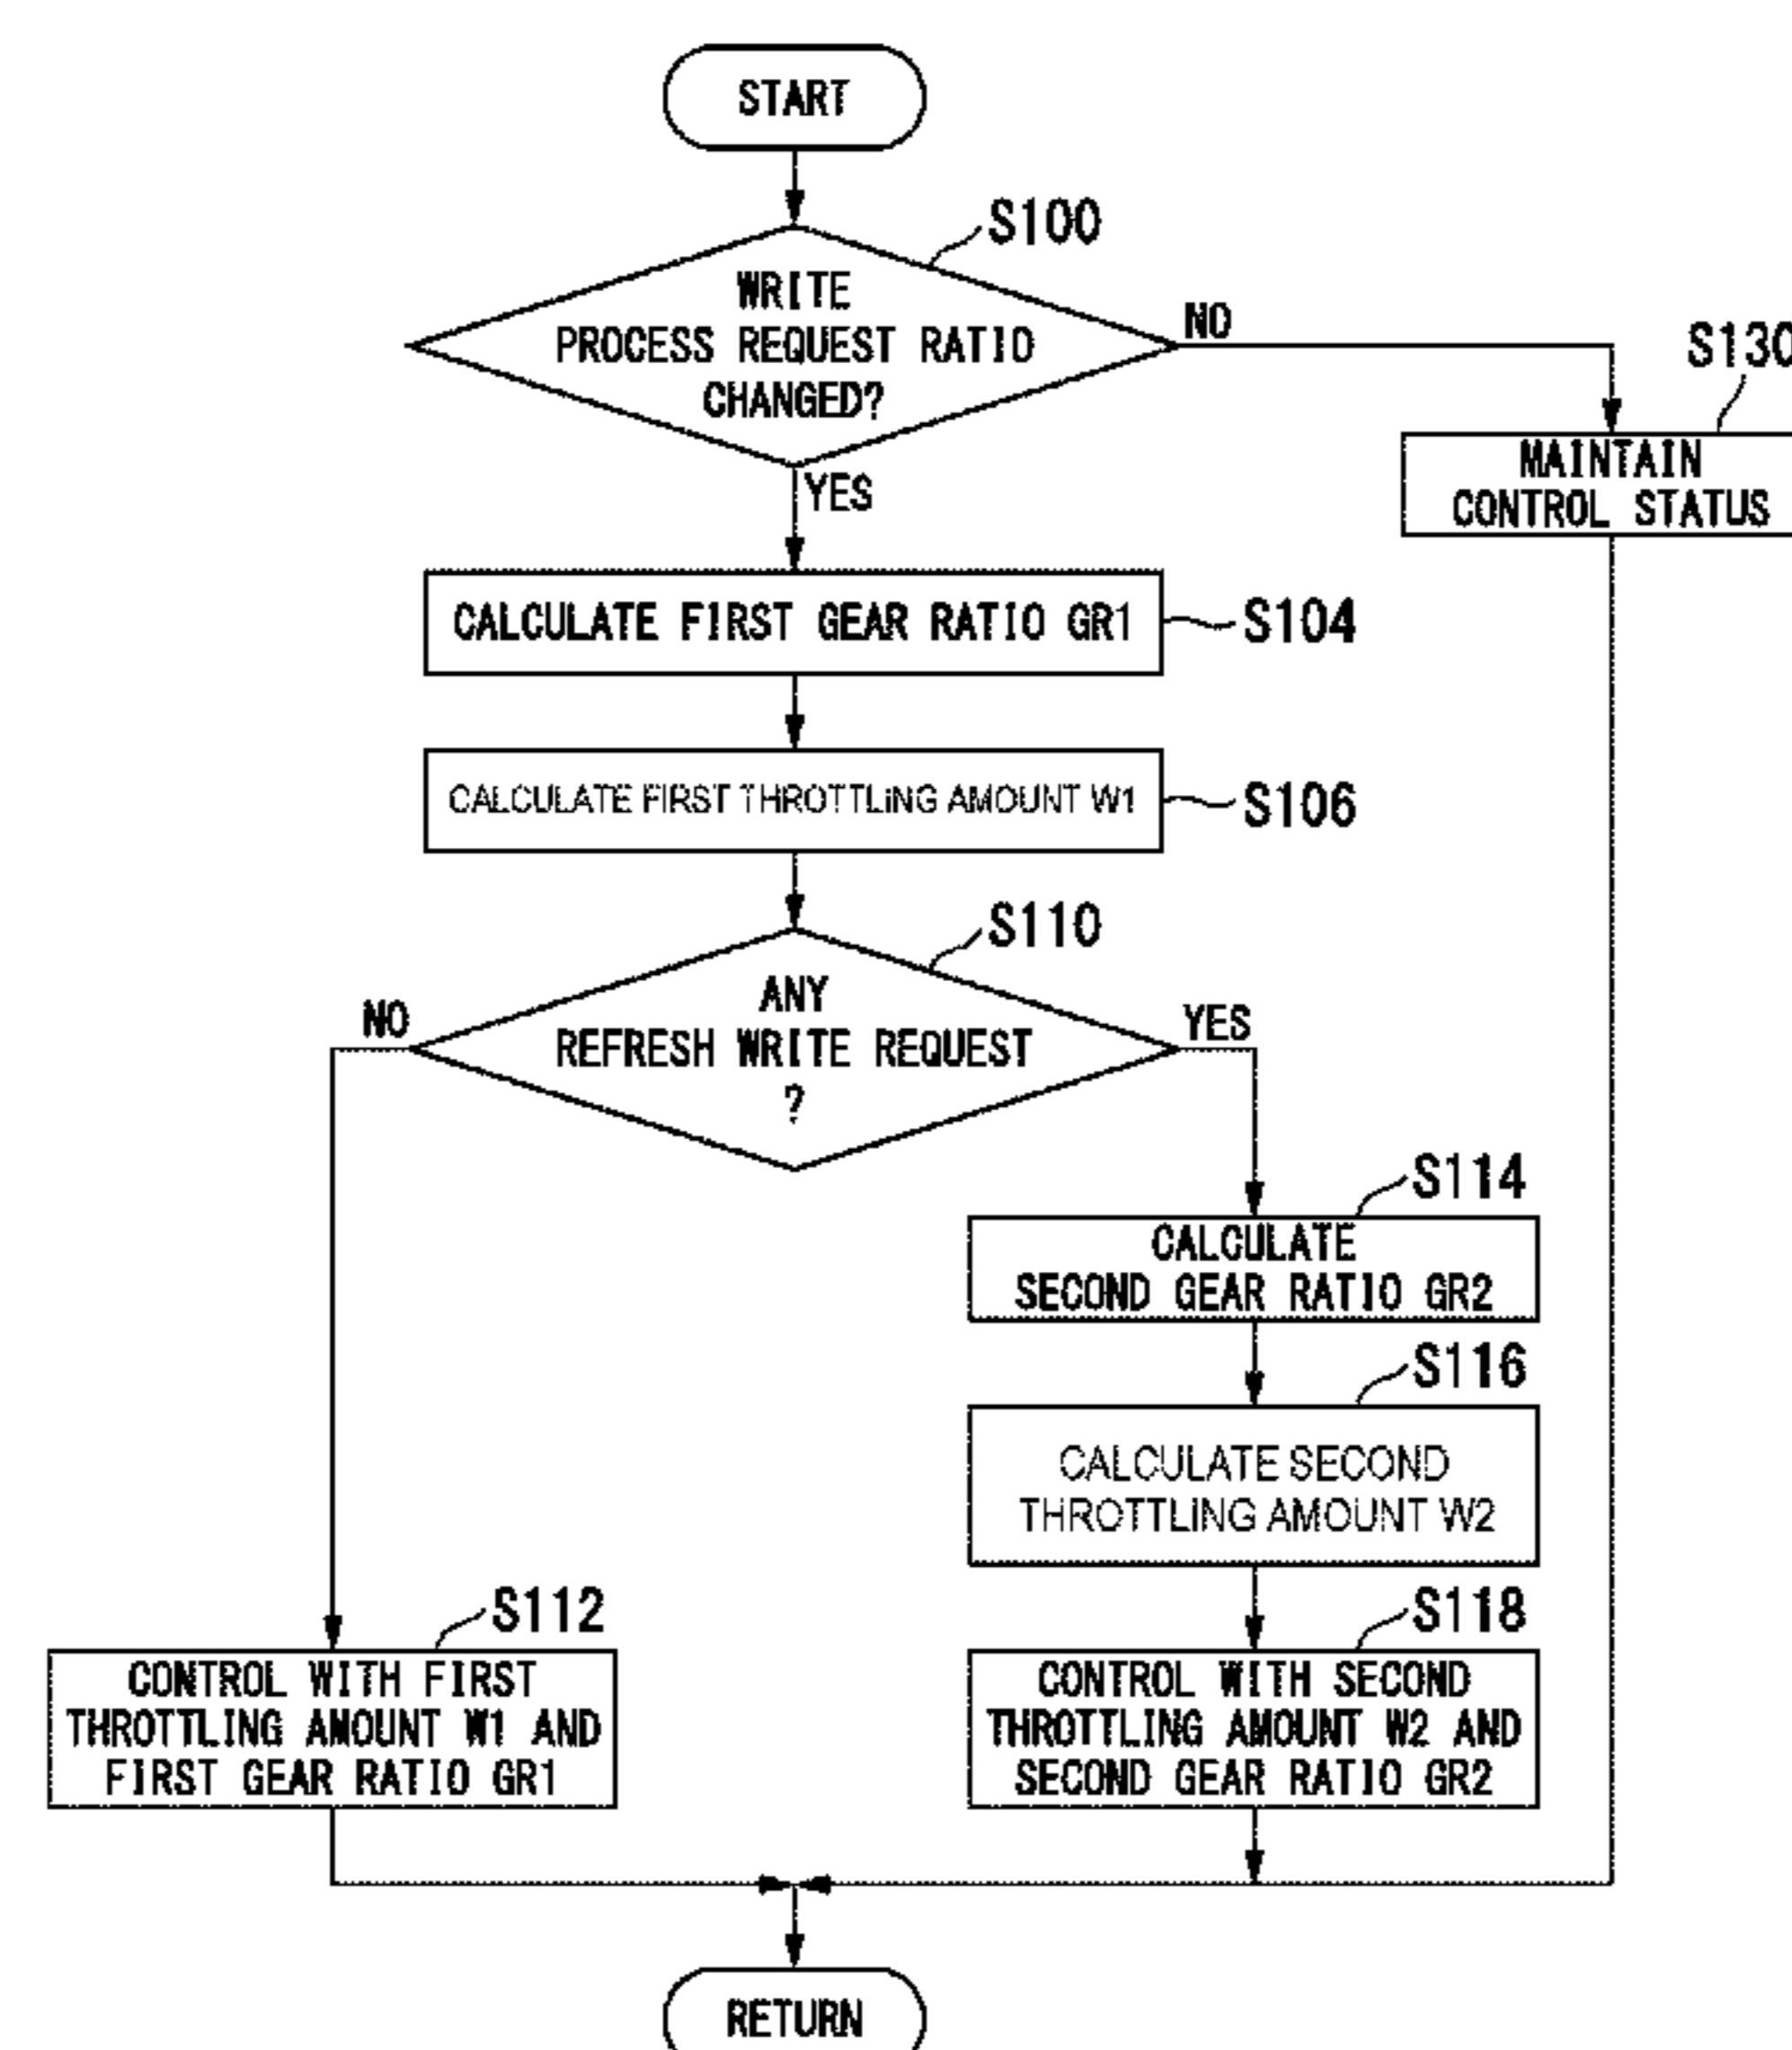 START
S100
WRITE
PROCESS REQUEST RATIO
CHANGED?
NO
S130
MAINTAIN
CONTROL STATUS
YES
CALCULATE FIRST GEAR RATIO GR1
S104
CALCULATE FIRST THROTTLING AMOUNT W1
S106
S110
ANY
REFRESH WRITE REQUEST
?
NO
YES
S114
CALCULATE
SECOND GEAR RATIO GR2
S116
CALCULATE SECOND
THROTTLING AMOUNT W2
S112
CONTROL WITH FIRST
THROTTLING AMOUNT W1 AND
FIRST GEAR RATIO GR1
S118
CONTROL WITH SECOND
THROTTLING AMOUNT W2 AND
SECOND GEAR RATIO GR2
RETURN